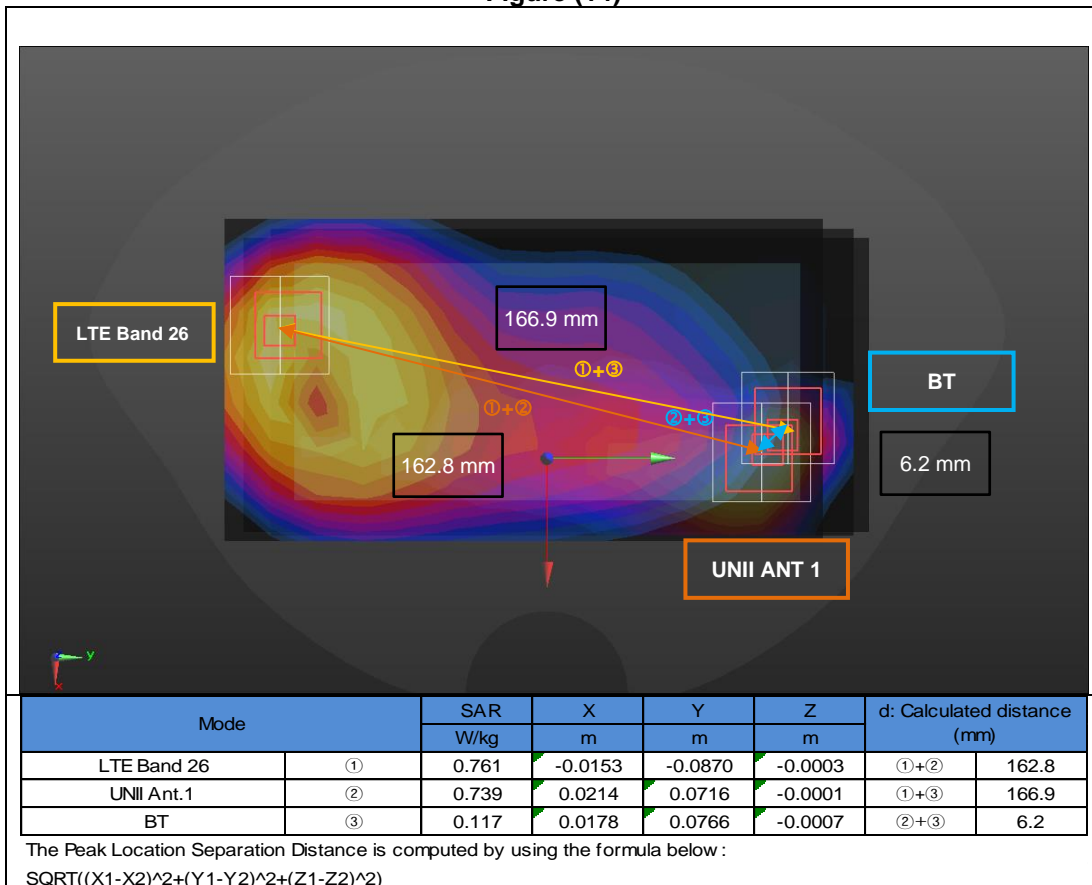 LTE Band 26
166.9 mm
①+③
BT
①+②
②+③
162.8 mm
6.2 mm
UNII ANT 1
y
x
Mode SAR X Y Z d: Calculated distance (mm)
W/kg m m m
LTE Band 26 ① 0.761 -0.0153 -0.0870 -0.0003 ①+② 162.8
UNII Ant.1 ② 0.739 0.0214 0.0716 -0.0001 ①+③ 166.9
BT ③ 0.117 0.0178 0.0766 -0.0007 ②+③ 6.2
The Peak Location Separation Distance is computed by using the formula below :
SQRT((X1-X2)^2+(Y1-Y2)^2+(Z1-Z2)^2)